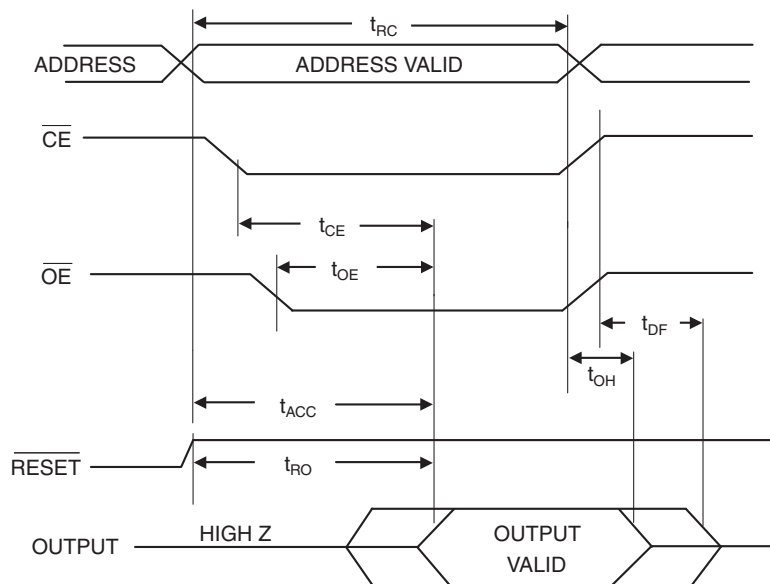 tRC
ADDRESS
ADDRESS VALID
CE
tCE
OE
tOE
tDF
tOH
tACC
RESET
tRO
OUTPUT
HIGH Z
OUTPUT
VALID